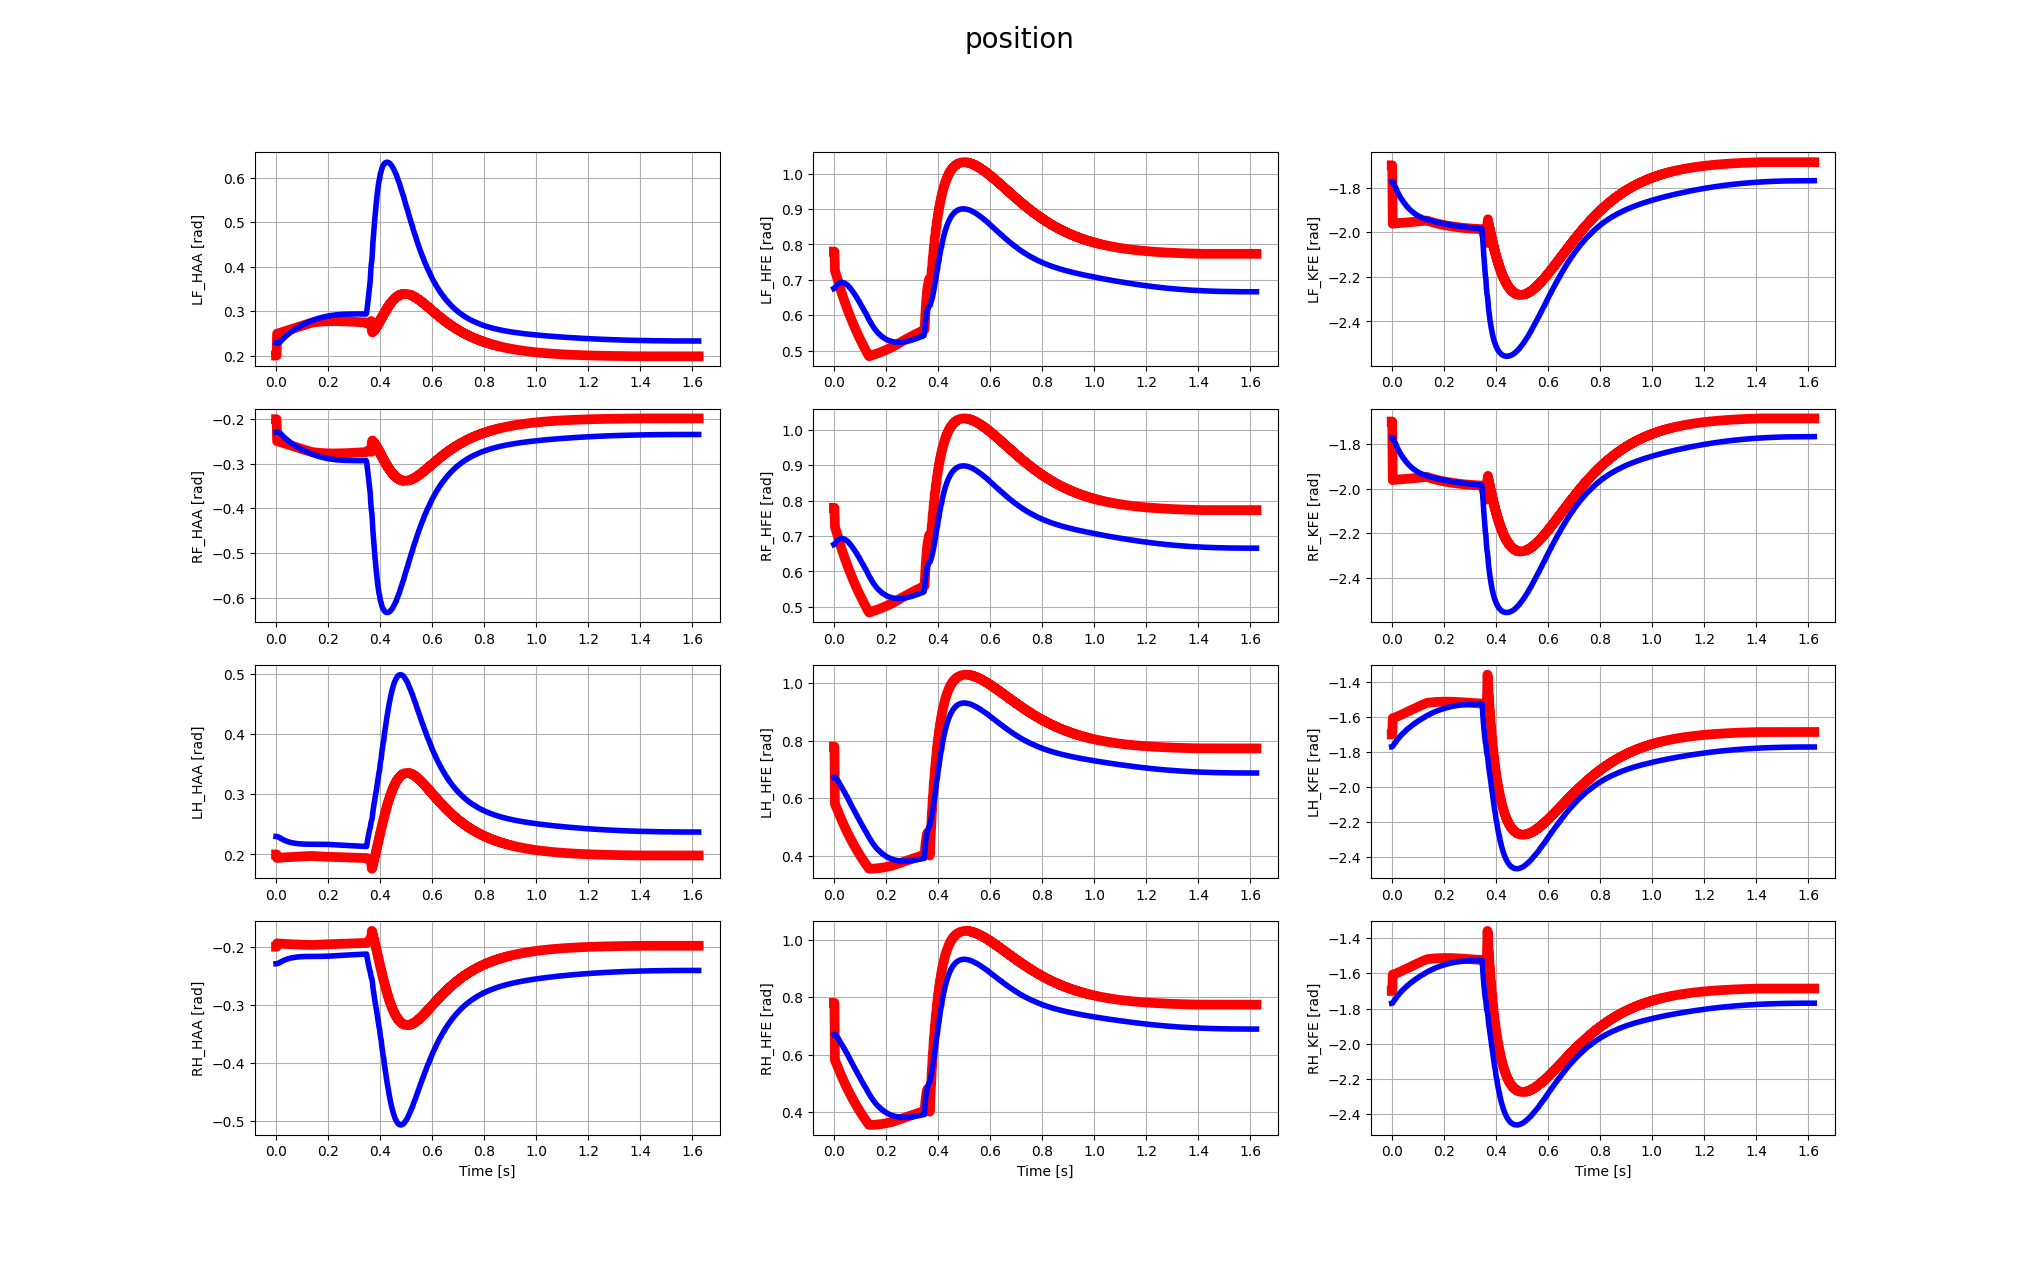 position
LF_HAA [rad]
0.6
0.5
0.4
0.3
0.2
0.0 0.2 0.4 0.6 0.8 1.0 1.2 1.4 1.6
LF_HFE [rad]
1.0
0.9
0.8
0.7
0.6
0.5
0.0 0.2 0.4 0.6 0.8 1.0 1.2 1.4 1.6
LF_KFE [rad]
−1.8
−2.0
−2.2
−2.4
0.0 0.2 0.4 0.6 0.8 1.0 1.2 1.4 1.6
RF_HAA [rad]
−0.2
−0.3
−0.4
−0.5
−0.6
0.0 0.2 0.4 0.6 0.8 1.0 1.2 1.4 1.6
RF_HFE [rad]
1.0
0.9
0.8
0.7
0.6
0.5
0.0 0.2 0.4 0.6 0.8 1.0 1.2 1.4 1.6
RF_KFE [rad]
−1.8
−2.0
−2.2
−2.4
0.0 0.2 0.4 0.6 0.8 1.0 1.2 1.4 1.6
LH_HAA [rad]
0.5
0.4
0.3
0.2
0.0 0.2 0.4 0.6 0.8 1.0 1.2 1.4 1.6
LH_HFE [rad]
1.0
0.8
0.6
0.4
0.0 0.2 0.4 0.6 0.8 1.0 1.2 1.4 1.6
LH_KFE [rad]
−1.4
−1.6
−1.8
−2.0
−2.2
−2.4
0.0 0.2 0.4 0.6 0.8 1.0 1.2 1.4 1.6
RH_HAA [rad]
−0.2
−0.3
−0.4
−0.5
0.0 0.2 0.4 0.6 0.8 1.0 1.2 1.4 1.6
Time [s]
RH_HFE [rad]
1.0
0.8
0.6
0.4
0.0 0.2 0.4 0.6 0.8 1.0 1.2 1.4 1.6
Time [s]
RH_KFE [rad]
−1.4
−1.6
−1.8
−2.0
−2.2
−2.4
0.0 0.2 0.4 0.6 0.8 1.0 1.2 1.4 1.6
Time [s]